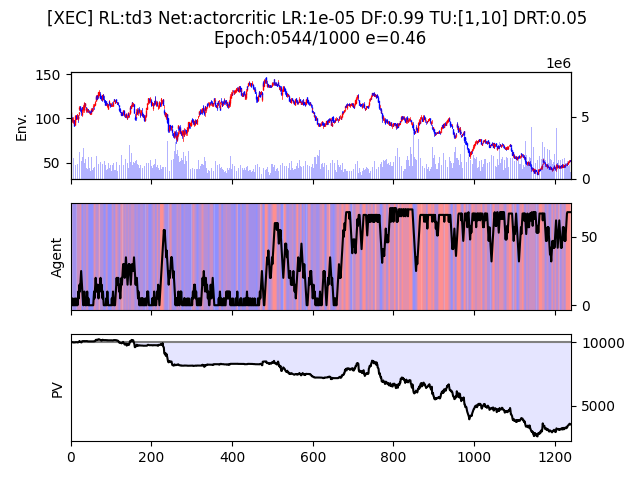 [XEC] RL:td3 Net:actorcritic LR:1e-05 DF:0.99 TU:[1,10] DRT:0.05
Epoch:0544/1000 e=0.46
1e6
150
100
50
Env.
5
0
Agent
50
0
PV
10000
5000
0 200 400 600 800 1000 1200